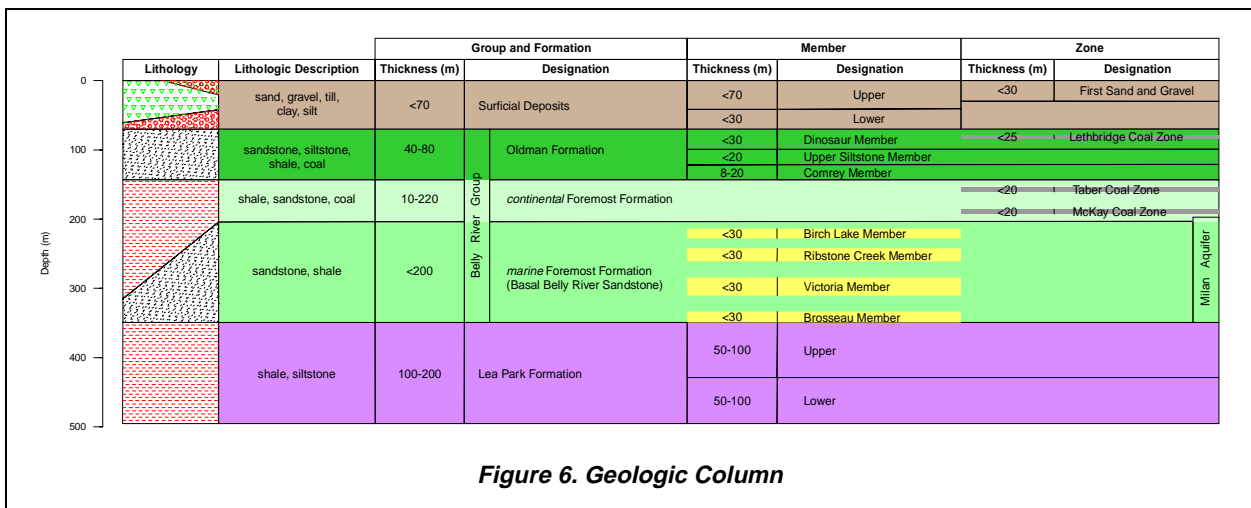 Group and Formation Member Zone
Lithology Lithologic Description Thickness (m) Designation Thickness (m) Designation Thickness (m) Designation
Depth (m)
0
100
200
300
400
500
sand, gravel, till,
clay, silt
<70
Surficial Deposits
<70 Upper
<30 Lower
<30 First Sand and Gravel
sandstone, siltstone,
shale, coal
40-80
Belly River Group
Oldman Formation
<30 Dinosaur Member
<20 Upper Siltstone Member
8-20 Comrey Member
<25 Lethbridge Coal Zone
shale, sandstone, coal
10-220
continental Foremost Formation
<20 Taber Coal Zone
<20 McKay Coal Zone
sandstone, shale
<200
marine Foremost Formation
(Basal Belly River Sandstone)
<30 Birch Lake Member
<30 Ribstone Creek Member
<30 Victoria Member
<30 Brosseau Member
Milan Aquifer
shale, siltstone
100-200
Lea Park Formation
50-100 Upper
50-100 Lower
Figure 6. Geologic Column